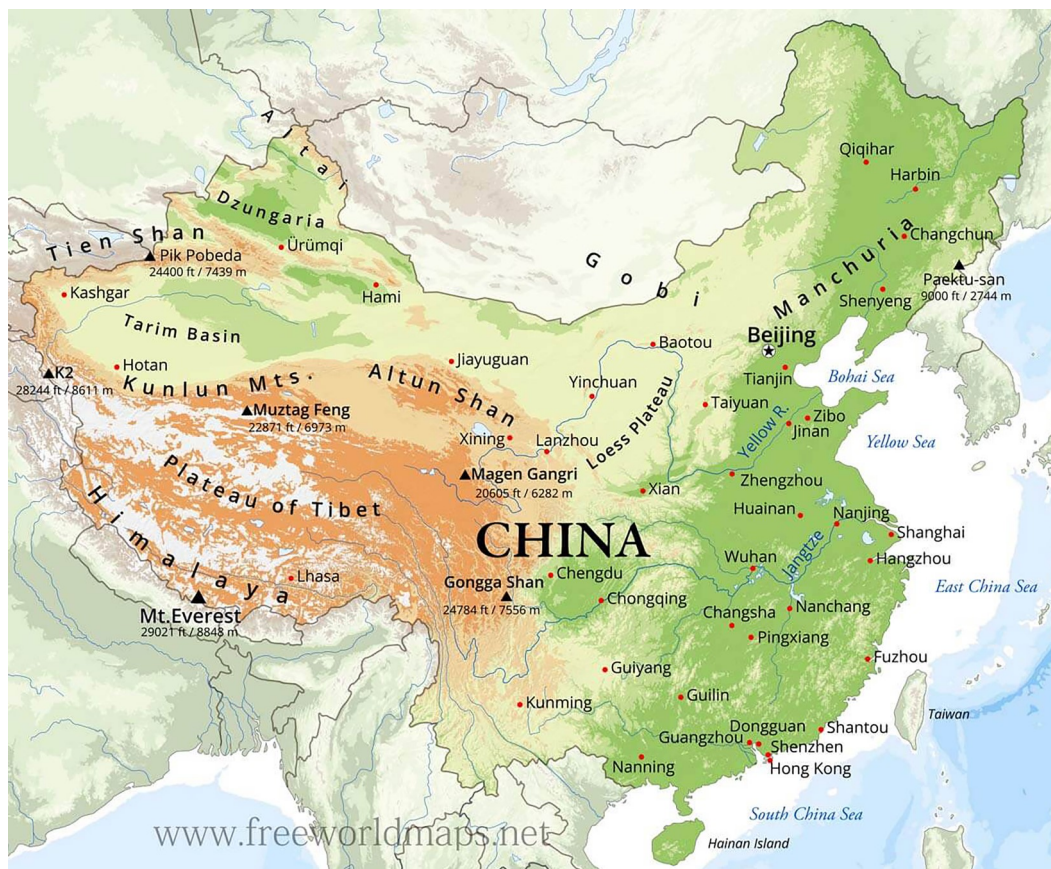 Altai
Qiqihar
Harbin
Dzungaria
Tien Shan
Ürümqi
Changchun
Pik Pobeda
24400 ft / 7439 m
Gobi
Manchuria
Paektu-san
9000 ft / 2744 m
Kashgar
Hami
Shenyeng
Tarim Basin
Beijing
Baotou
Jiayuguan
Hotan
K2
28244 ft / 8611 m
Kunlun Mts.
Altun Shan
Yinchuan
Tianjin
Bohai Sea
Muztag Feng
22871 ft / 6973 m
Taiyuan
Loess Plateau
Yellow R.
Zibo
Jinan
Yellow Sea
Xining
Lanzhou
Magen Gangri
20605 ft / 6282 m
Plateau of Tibet
Xian
Zhengzhou
Himalaya
Huainan
Nanjing
CHINA
Shanghai
Jangtze
Wuhan
Hangzhou
Lhasa
Gongga Shan
24784 ft / 7556 m
Chengdu
East China Sea
Mt.Everest
29021 ft / 8848 m
Chongqing
Changsha
Nanchang
Pingxiang
Guiyang
Fuzhou
Guilin
Kunming
Taiwan
Dongguan
Shantou
Guangzhou
Shenzhen
Nanning
Hong Kong
South China Sea
www.freeworldmaps.net
Hainan Island